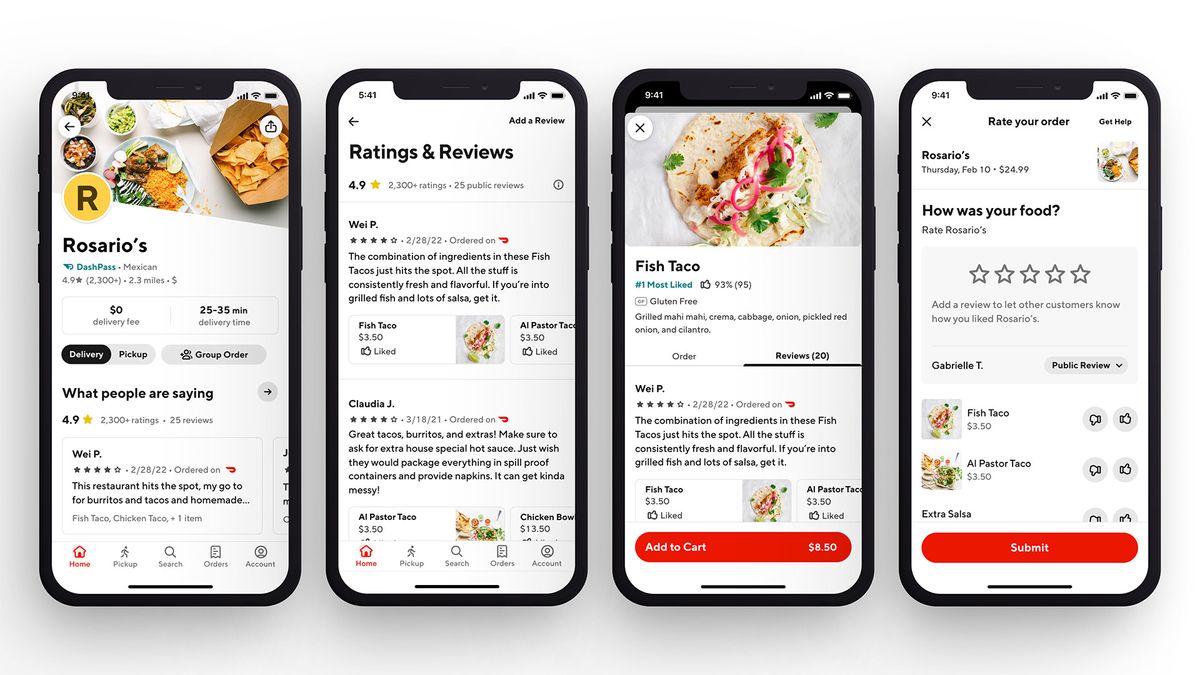 9:41
R
Rosario's
DashPass • Mexican
4.9★ (2,300+) • 2.3 miles • $
$0
delivery fee
25-35 min
delivery time
Delivery
Pickup
Group Order
What people are saying
4.9 ★ 2,300+ ratings • 25 reviews
Wei P.
★ ★ ★ ★ ☆ • 2/28/22 • Ordered on
This restaurant hits the spot, my go to
for burritos and tacos and homemade...
Fish Taco, Chicken Taco, + 1 item
Home
Pickup
Search
Orders
Account
5:41
Add a Review
Ratings & Reviews
4.9 ★ 2,300+ ratings • 25 public reviews
Wei P.
★ ★ ★ ★ ☆ • 2/28/22 • Ordered on
The combination of ingredients in these Fish
Tacos just hits the spot. All the stuff is
consistently fresh and flavorful. If you're into
grilled fish and lots of salsa, get it.
Fish Taco
$3.50
Liked
Al Pastor Taco
$3.50
Liked
Claudia J.
★ ★ ★ ★ ☆ • 3/18/21 • Ordered on
Great tacos, burritos, and extras! Make sure to
ask for extra house special hot sauce. Just wish
they would package everything in spill proof
containers and provide napkins. It can get kinda
messy!
Al Pastor Taco
$3.50
Chicken Bowl
$13.50
Home
Pickup
Search
Orders
Account
9:41
Fish Taco
#1 Most Liked 93% (95)
GF Gluten Free
Grilled mahi mahi, crema, cabbage, onion, pickled red
onion, and cilantro.
Order
Reviews (20)
Wei P.
★ ★ ★ ★ ☆ • 2/28/22 • Ordered on
The combination of ingredients in these Fish
Tacos just hits the spot. All the stuff is
consistently fresh and flavorful. If you're into
grilled fish and lots of salsa, get it.
Fish Taco
$3.50
Liked
Al Pastor Taco
$3.50
Liked
Add to Cart
$8.50
9:41
Rate your order
Get Help
Rosario's
Thursday, Feb 10 • $24.99
How was your food?
Rate Rosario's
Add a review to let other customers know
how you liked Rosario's.
Gabrielle T.
Public Review
Fish Taco
$3.50
Al Pastor Taco
$3.50
Extra Salsa
Submit